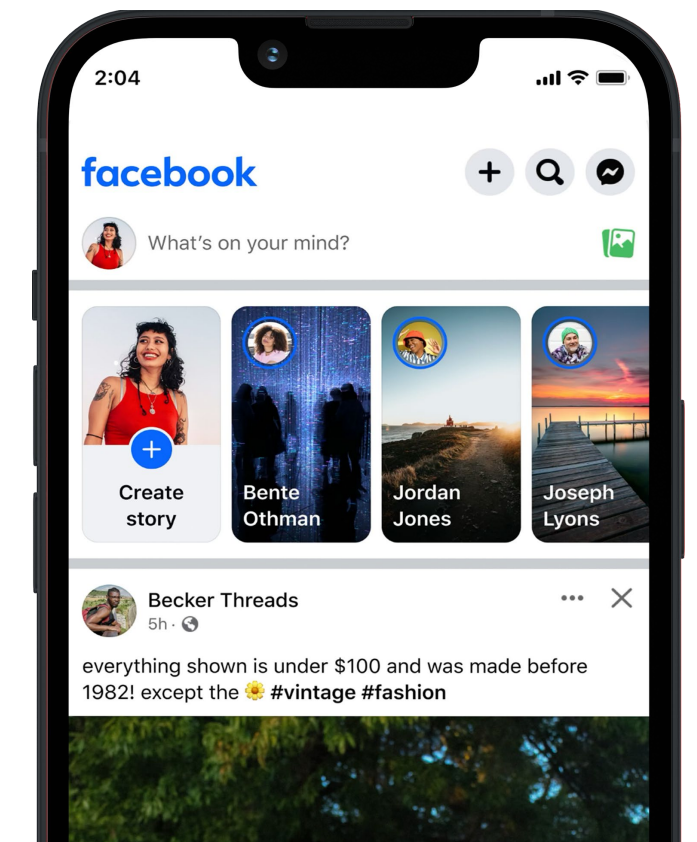 2:04
facebook
What's on your mind?
Create
story
Bente
Othman
Jordan
Jones
Joseph
Lyons
Becker Threads
5h ·
everything shown is under $100 and was made before
1982! except the 🌼 #vintage #fashion